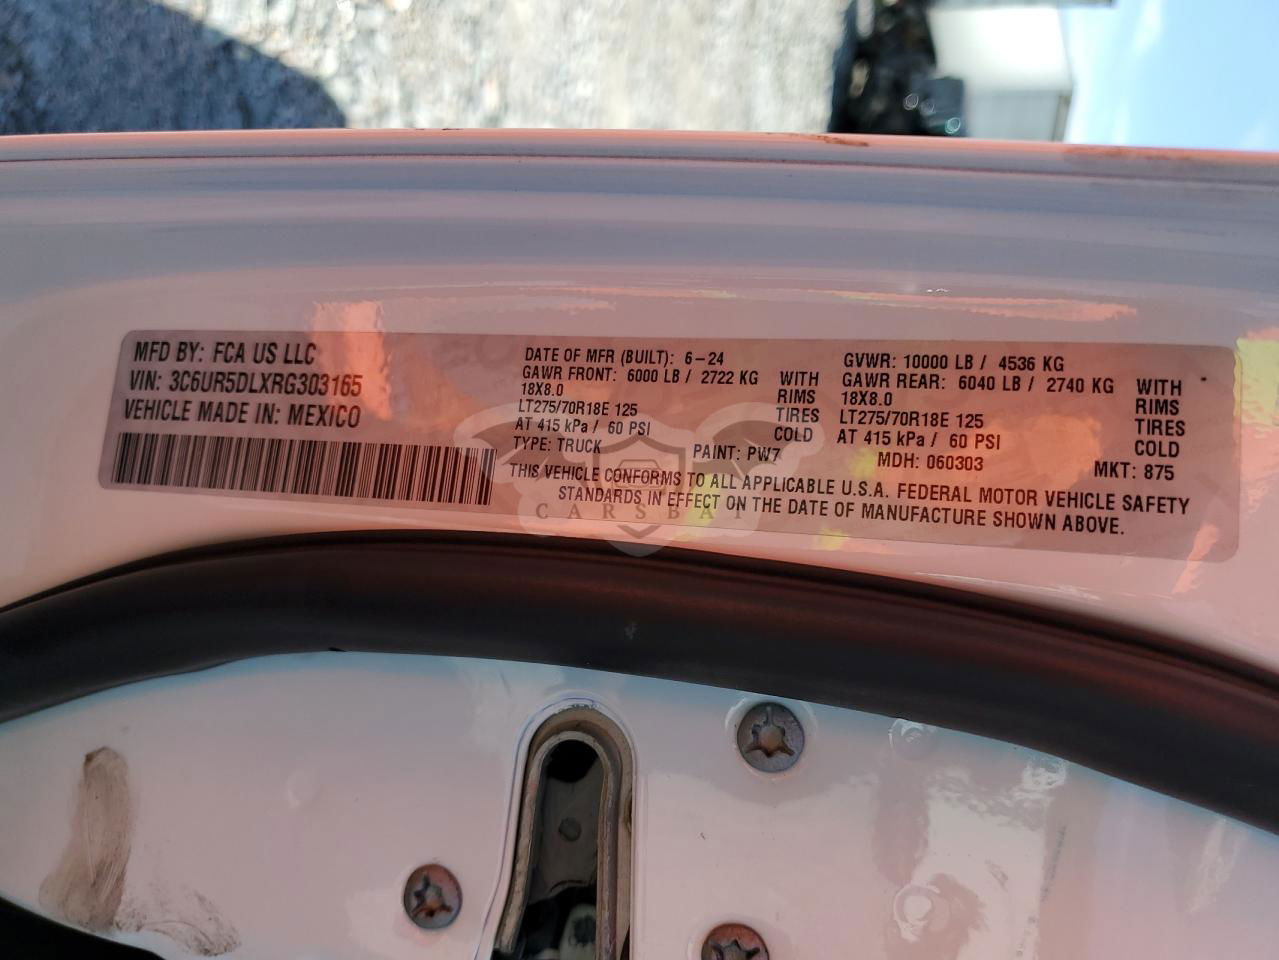 MFD BY: FCA US LLC
VIN: 3C6UR5DLXRG303165
VEHICLE MADE IN: MEXICO
DATE OF MFR (BUILT): 6-24
GAWR FRONT: 6000 LB / 2722 KG WITH
18X8.0 RIMS
LT275/70R18E 125 TIRES
AT 415 kPa / 60 PSI COLD
TYPE: TRUCK PAINT: PW7
GVWR: 10000 LB / 4536 KG
GAWR REAR: 6040 LB / 2740 KG WITH
18X8.0 RIMS
LT275/70R18E 125 TIRES
AT 415 kPa / 60 PSI COLD
MDH: 060303 MKT: 875
THIS VEHICLE CONFORMS TO ALL APPLICABLE U.S.A. FEDERAL MOTOR VEHICLE SAFETY
STANDARDS IN EFFECT ON THE DATE OF MANUFACTURE SHOWN ABOVE.
CARSBAT